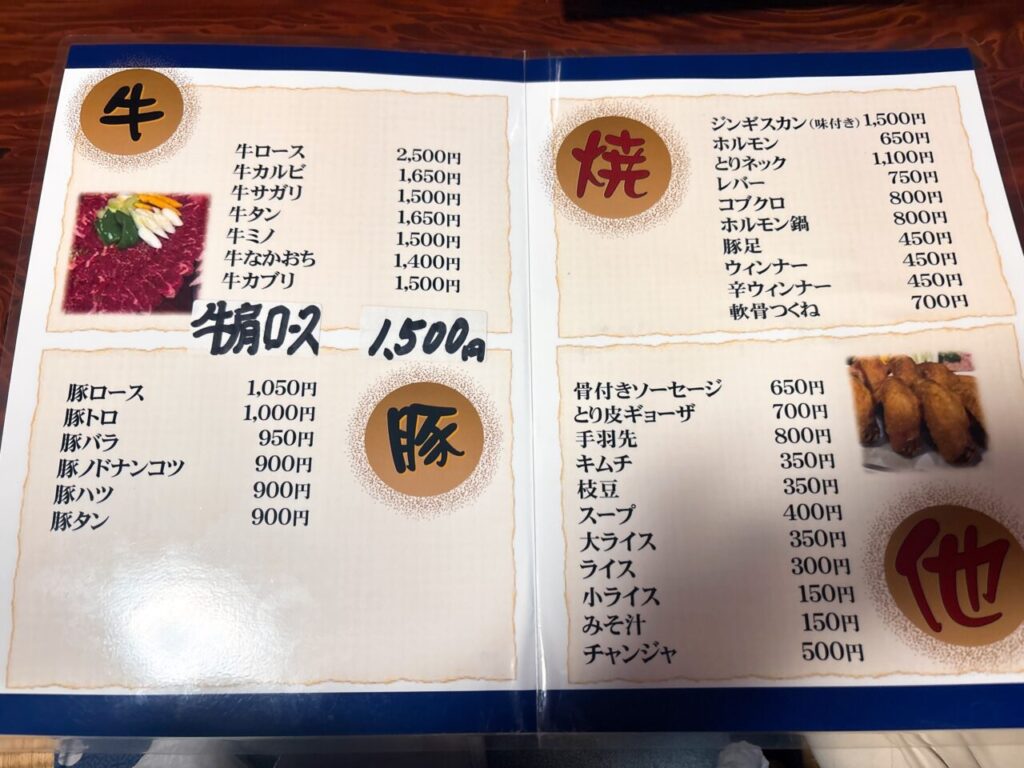 牛
牛ロース 2,500円
牛カルビ 1,650円
牛サガリ 1,500円
牛タン 1,650円
牛ミノ 1,500円
牛なかおち 1,400円
牛カブリ 1,500円
牛肩ロース 1,500円
豚
豚ロース 1,050円
豚トロ 1,000円
豚バラ 950円
豚ノドナンコツ 900円
豚ハツ 900円
豚タン 900円
焼
ジンギスカン(味付き) 1,500円
ホルモン 650円
とりネック 1,100円
レバー 750円
コブクロ 800円
ホルモン鍋 800円
豚足 450円
ウィンナー 450円
辛ウィンナー 450円
軟骨つくね 700円
他
骨付きソーセージ 650円
とり皮ギョーザ 700円
手羽先 800円
キムチ 350円
枝豆 350円
スープ 400円
大ライス 350円
ライス 300円
小ライス 150円
みそ汁 150円
チャンジャ 500円